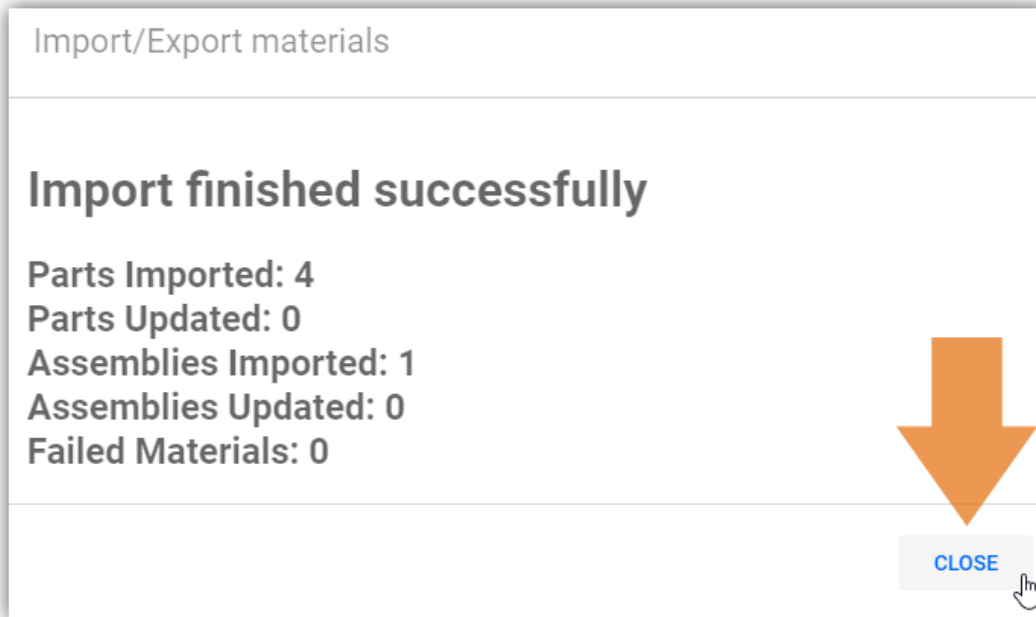 Import/Export materials
Import finished successfully
Parts Imported: 4
Parts Updated: 0
Assemblies Imported: 1
Assemblies Updated: 0
Failed Materials: 0
CLOSE